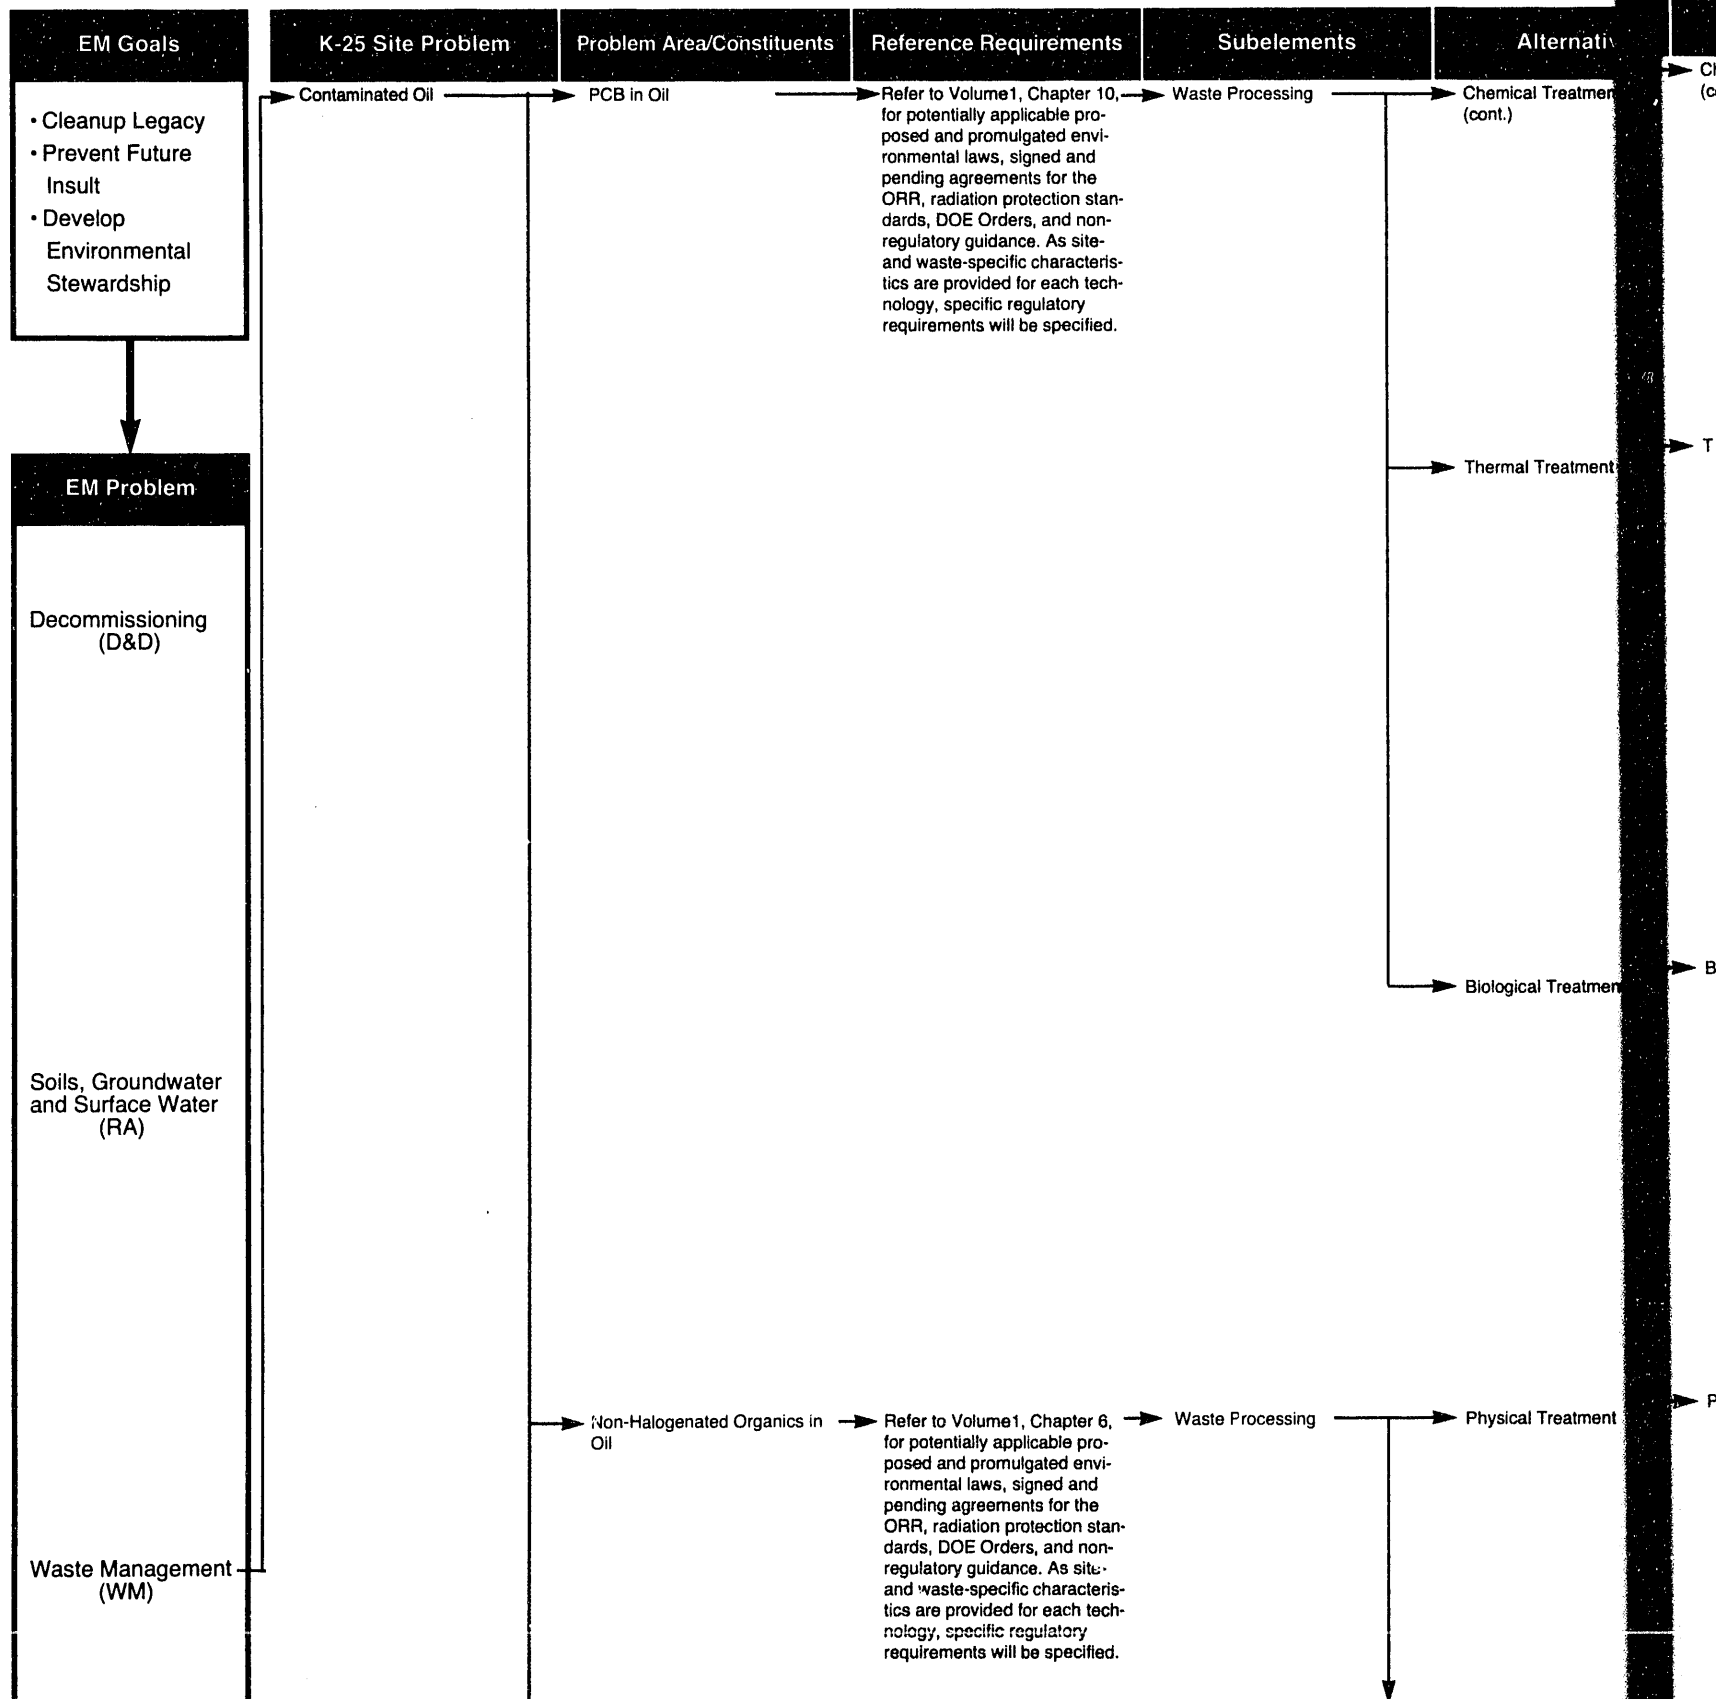 EM Goals
K-25 Site Problem
Problem Area/Constituents
Reference Requirements
Subelements
• Cleanup Legacy
• Prevent Future
Insult
• Develop
Environmental
Stewardship
EM Problem
Decommissioning
(D&D)
Soils, Groundwater
and Surface Water
(RA)
Waste Management
(WM)
Contaminated Oil
PCB in Oil
Refer to Volume1, Chapter 10,
for potentially applicable pro-
posed and promulgated envi-
ronmental laws, signed and
pending agreements for the
ORR, radiation protection stan-
dards, DOE Orders, and non-
regulatory guidance. As site-
and waste-specific characteris-
tics are provided for each tech-
nology, specific regulatory
requirements will be specified.
Waste Processing
Chemical
(cont.)
Thermal Treatment
Biological
Non-Halogenated Organics in
Oil
Refer to Volume1, Chapter 6,
for potentially applicable pro-
posed and promulgated envi-
ronmental laws, signed and
pending agreements for the
ORR, radiation protection stan-
dards, DOE Orders, and non-
regulatory guidance. As site-
and waste-specific characteris-
tics are provided for each tech-
nology, specific regulatory
requirements will be specified.
Waste Processing
Physical Treatment